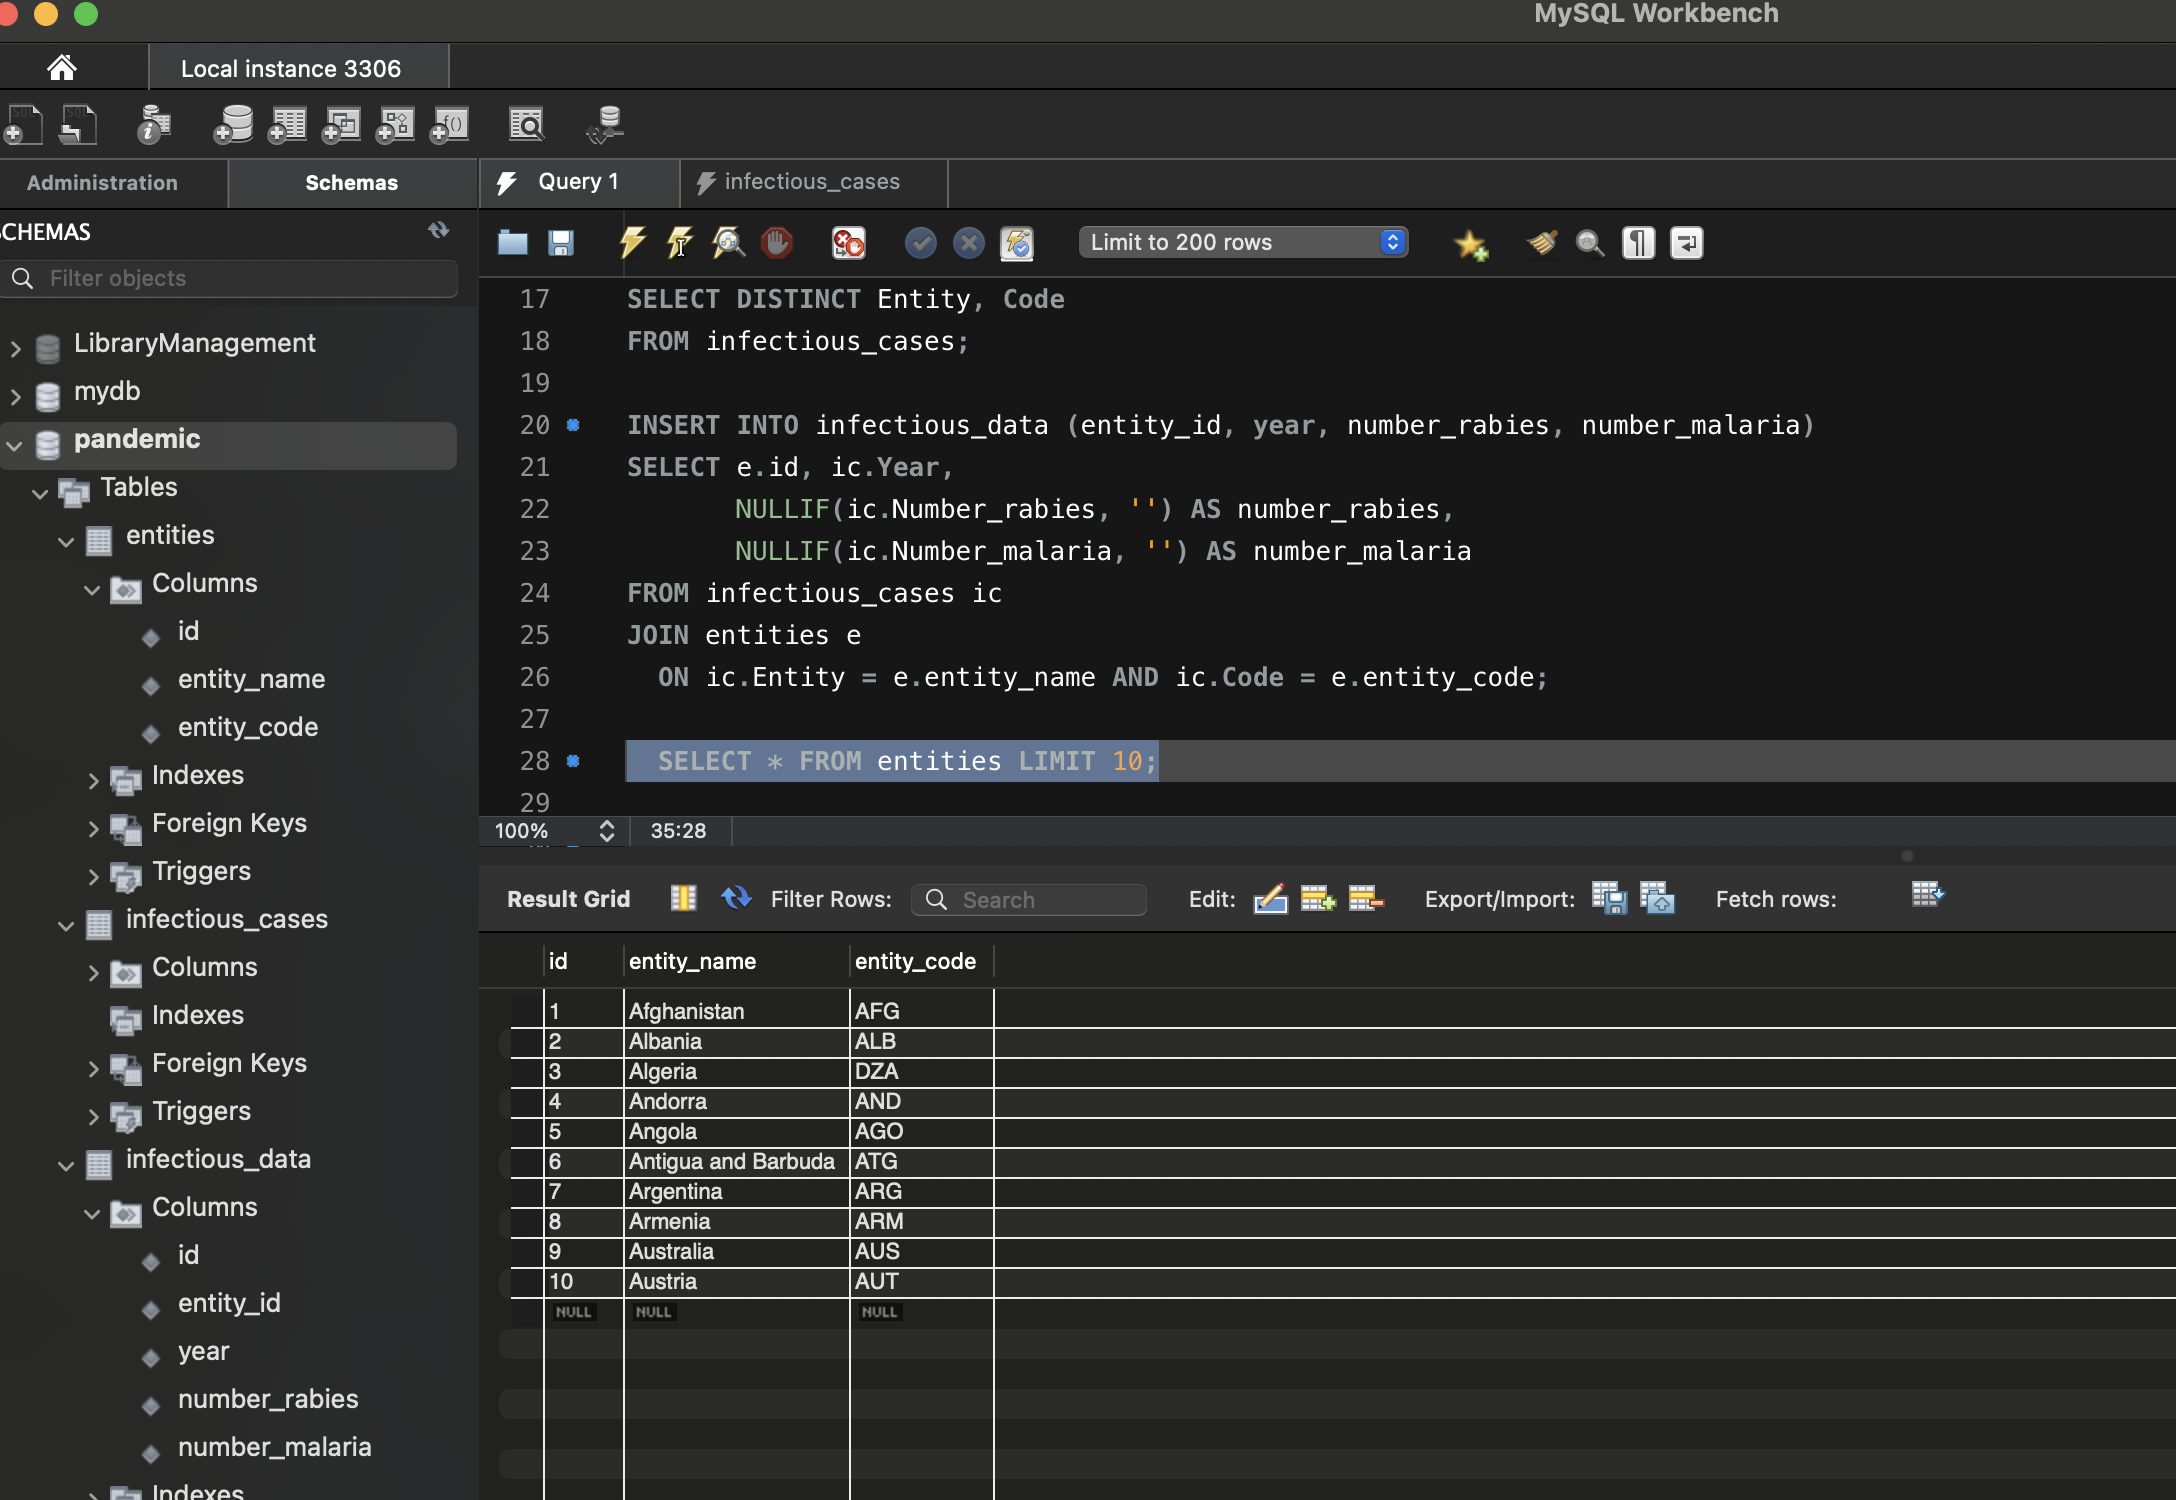 MySQL Workbench
Local instance 3306
Administration
Schemas
Query 1
infectious_cases
SCHEMAS
Filter objects
LibraryManagement
mydb
pandemic
Tables
entities
Columns
id
entity_name
entity_code
Indexes
Foreign Keys
Triggers
infectious_cases
Columns
Indexes
Foreign Keys
Triggers
infectious_data
Columns
id
entity_id
year
number_rabies
number_malaria
Indexes
Limit to 200 rows
17 SELECT DISTINCT Entity, Code
18 FROM infectious_cases;
19
20 INSERT INTO infectious_data (entity_id, year, number_rabies, number_malaria)
21 SELECT e.id, ic.Year,
22 NULLIF(ic.Number_rabies, '') AS number_rabies,
23 NULLIF(ic.Number_malaria, '') AS number_malaria
24 FROM infectious_cases ic
25 JOIN entities e
26 ON ic.Entity = e.entity_name AND ic.Code = e.entity_code;
27
28 SELECT * FROM entities LIMIT 10;
29
100% 35:28
Result Grid Filter Rows: Search Edit: Export/Import: Fetch rows:
id entity_name entity_code
1 Afghanistan AFG
2 Albania ALB
3 Algeria DZA
4 Andorra AND
5 Angola AGO
6 Antigua and Barbuda ATG
7 Argentina ARG
8 Armenia ARM
9 Australia AUS
10 Austria AUT
NULL NULL NULL